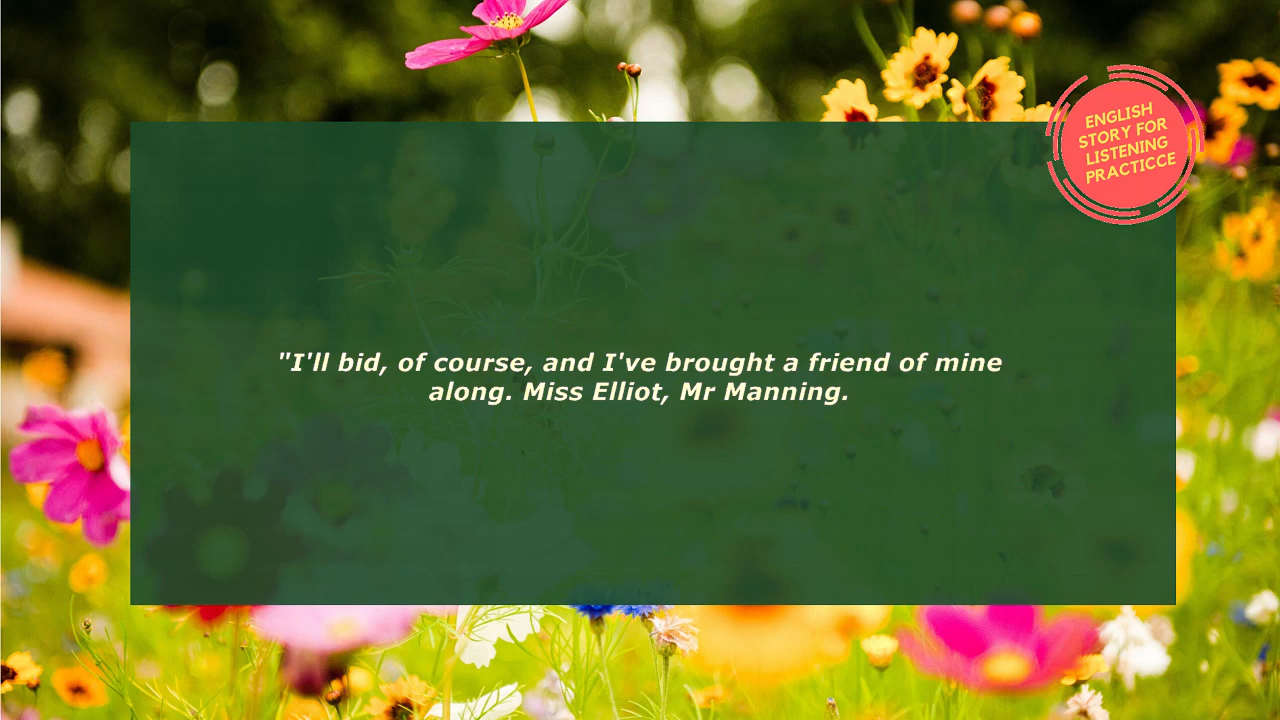 ENGLISH
STORY FOR
LISTENING
PRACTICCE
"I'll bid, of course, and I've brought a friend of mine
along. Miss Elliot, Mr Manning.